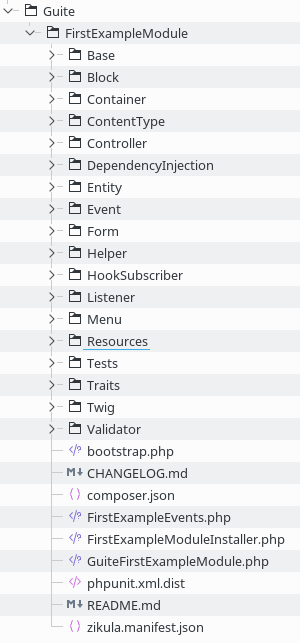 Guite
FirstExampleModule
Base
Block
Container
ContentType
Controller
DependencyInjection
Entity
Event
Form
Helper
HookSubscriber
Listener
Menu
Resources
Tests
Traits
Twig
Validator
bootstrap.php
CHANGELOG.md
composer.json
FirstExampleEvents.php
FirstExampleModuleInstaller.php
GuiteFirstExampleModule.php
phpunit.xml.dist
README.md
zikula.manifest.json